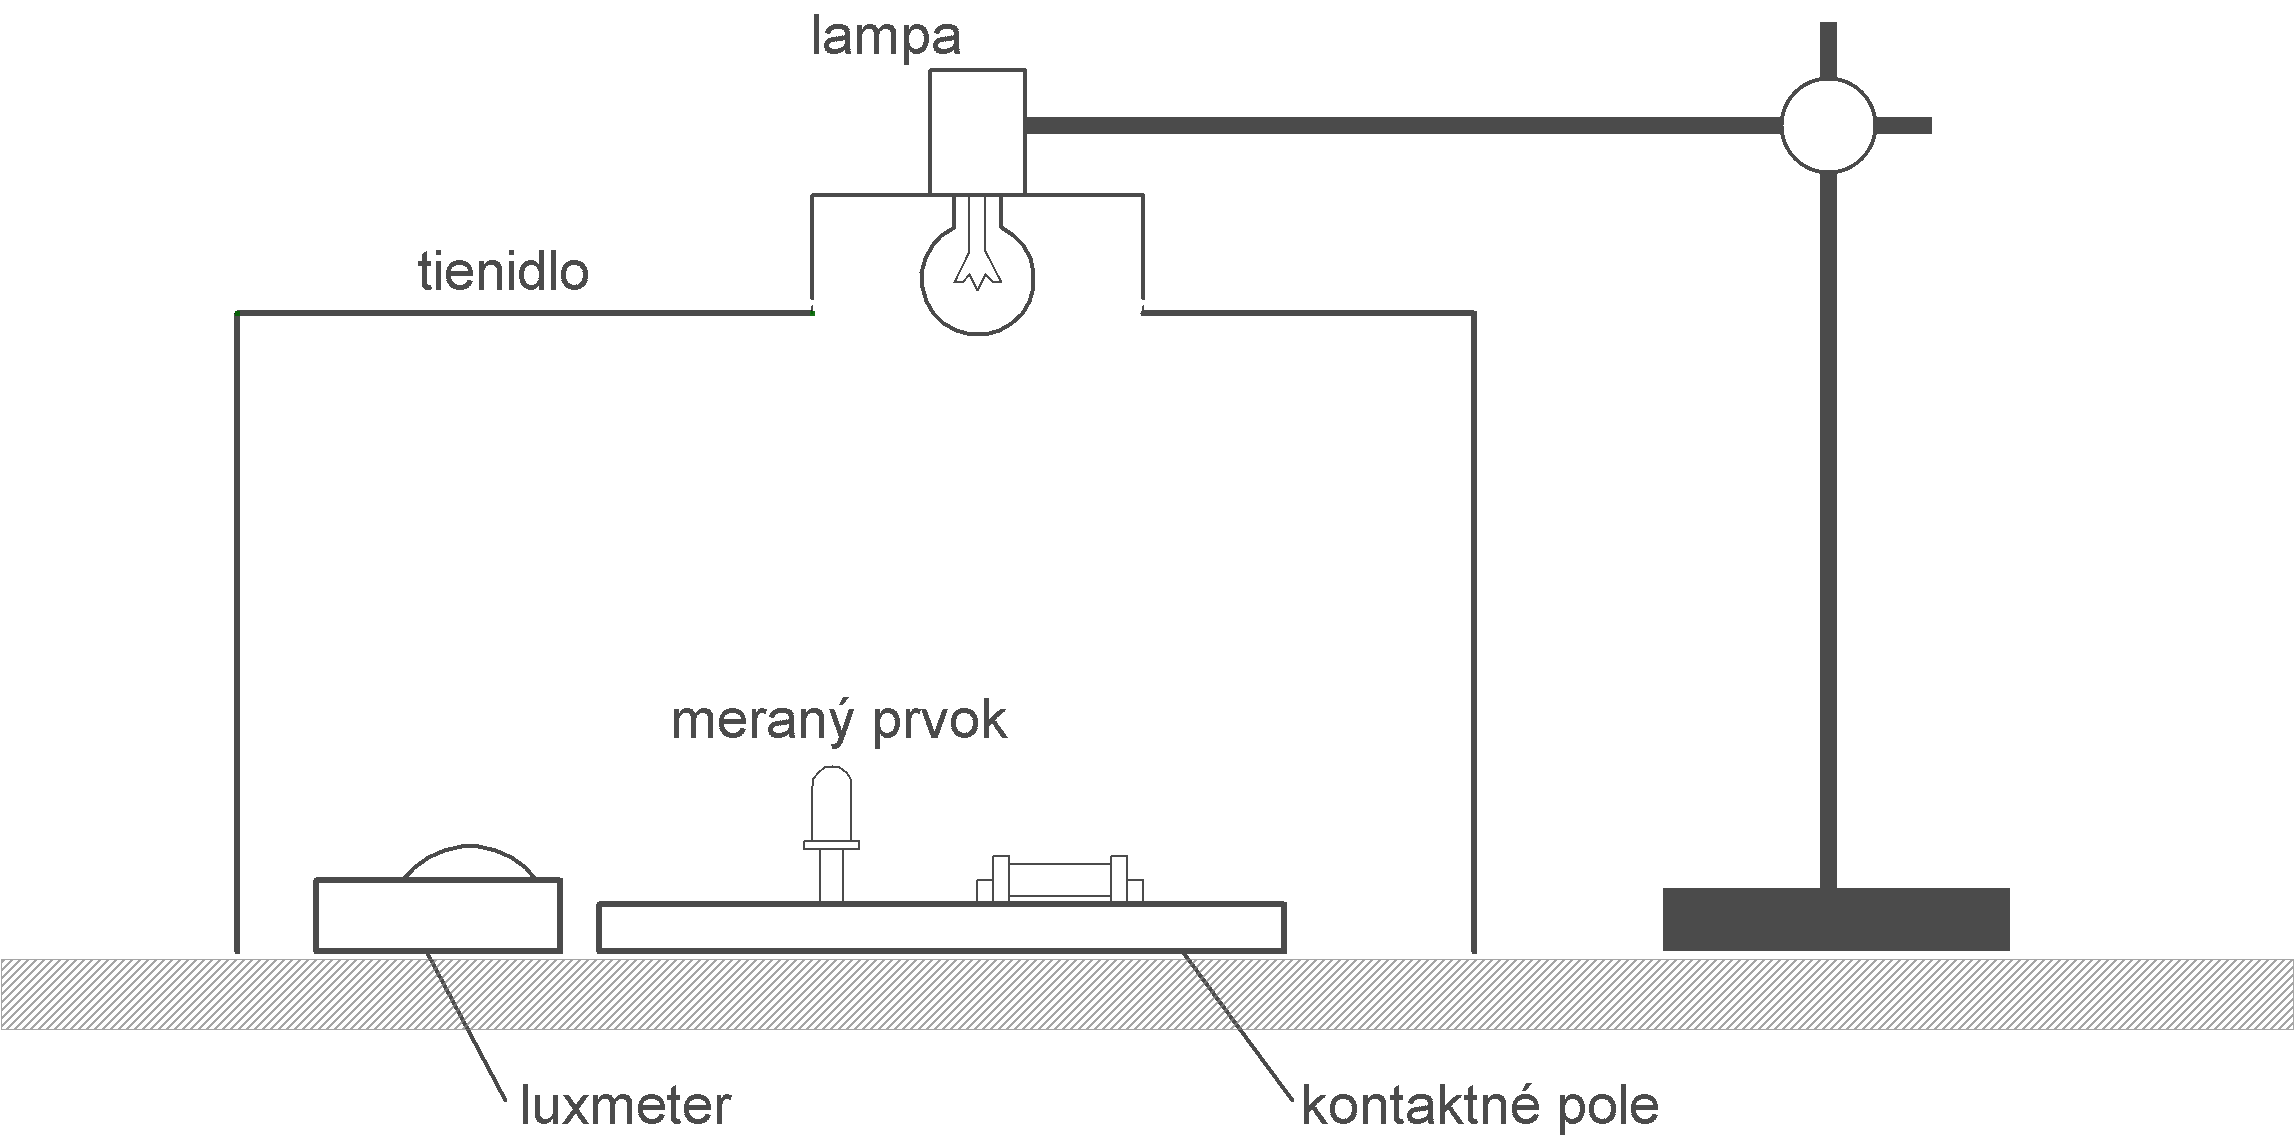 lampa
tienidlo
meraný prvok
luxmeter
kontaktné pole